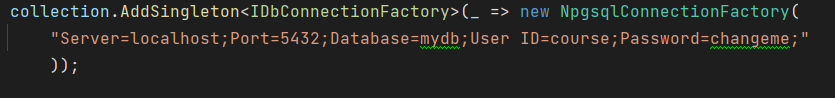 collection.AddSingleton<IDbConnectionFactory>(_ => new NpgsqlConnectionFactory(
"Server=localhost;Port=5432;Database=mydb;User ID=course;Password=changeme;"
));